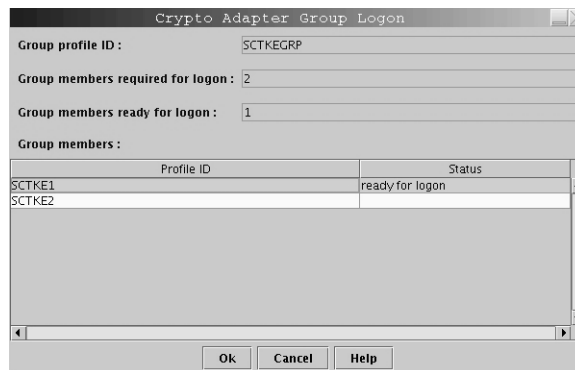 Crypto Adapter Group Logon
Group profile ID : SCTKEGRP
Group members required for logon : 2
Group members ready for logon : 1
Group members :
Profile ID Status
SCTKE1 ready for logon
SCTKE2
Ok Cancel Help